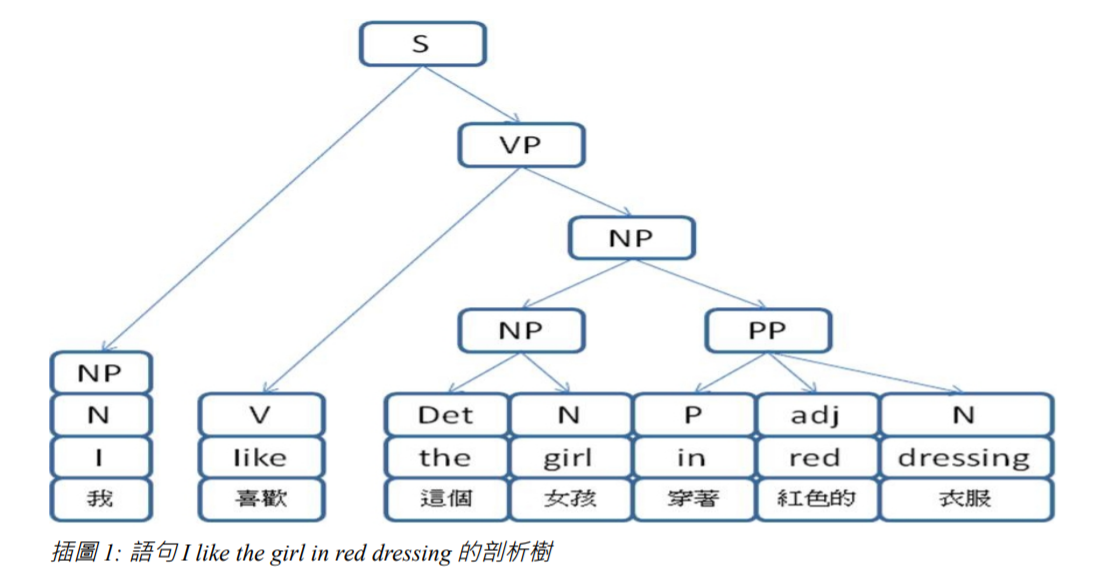 S
VP
NP
NP PP
NP
N V Det N P adj N
I like the girl in red dressing
我 喜歡 這個 女孩 穿著 紅色的 衣服
插圖 1: 語句 I like the girl in red dressing 的剖析樹